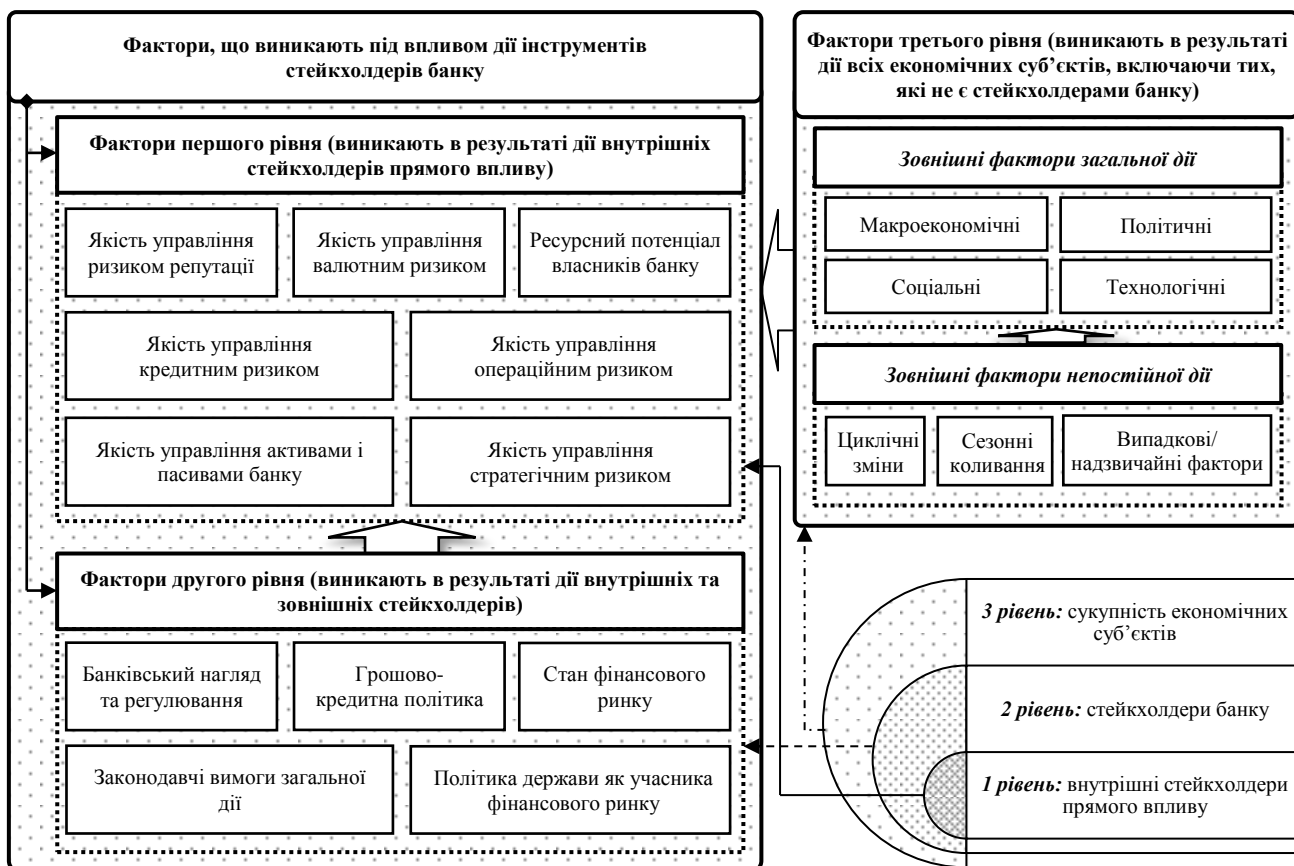 Фактори, що виникають під впливом дії інструментів
стейкхолдерів банку
Фактори першого рівня (виникають в результаті дії внутрішніх
стейкхолдерів прямого впливу)
Якість управління
ризиком репутації
Якість управління
валютним ризиком
Ресурсний потенціал
власників банку
Якість управління
кредитним ризиком
Якість управління
операційним ризиком
Якість управління активами і
пасивами банку
Якість управління
стратегічним ризиком
Фактори другого рівня (виникають в результаті дії внутрішніх та
зовнішніх стейкхолдерів)
Банківський нагляд
та регулювання
Грошово-
кредитна політика
Стан фінансового
ринку
Законодавчі вимоги загальної
дії
Політика держави як учасника
фінансового ринку
Фактори третього рівня (виникають в результаті
дії всіх економічних суб’єктів, включаючи тих,
які не є стейкхолдерами банку)
Зовнішні фактори загальної дії
Макроекономічні
Політичні
Соціальні
Технологічні
Зовнішні фактори непостійної дії
Циклічні
зміни
Сезонні
коливання
Випадкові/
надзвичайні фактори
3 рівень: сукупність економічних
суб’єктів
2 рівень: стейкхолдери банку
1 рівень: внутрішні стейкхолдери
прямого впливу